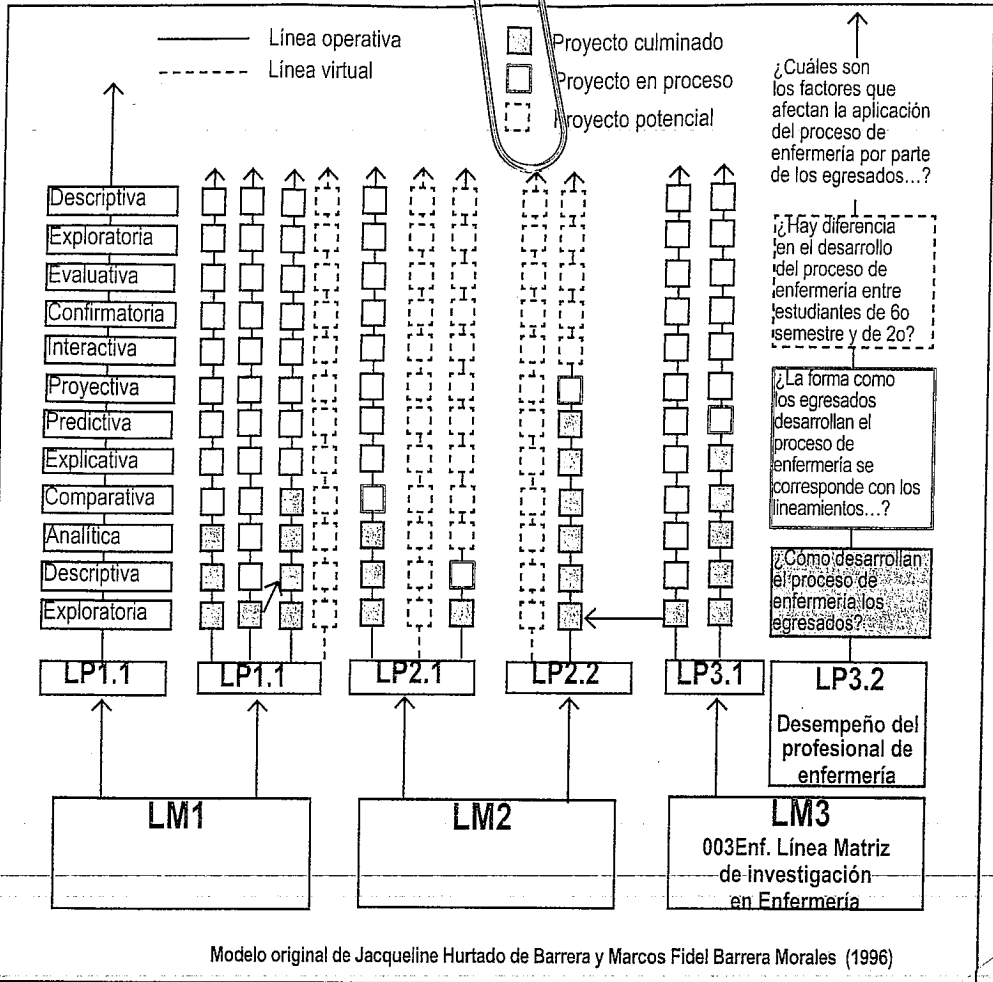 Línea operativa
Línea virtual
Proyecto culminado
Proyecto en proceso
Proyecto potencial
¿Cuáles son
los factores que
afectan la aplicación
del proceso de
enfermería por parte
de los egresados...?
¿Hay diferencia
en el desarrollo
del proceso de
enfermería entre
estudiantes de 6o
semestre y de 2o?
¿La forma como
los egresados
desarrollan el
proceso de
enfermería se
corresponde con los
lineamientos...?
¿Cómo desarrollan
el proceso de
enfermería los
egresados?
Descriptiva
Exploratoria
Evaluativa
Confirmatoria
Interactiva
Proyectiva
Predictiva
Explicativa
Comparativa
Analítica
Descriptiva
Exploratoria
LP1.1
LP1.1
LP2.1
LP2.2
LP3.1
LP3.2
Desempeño del
profesional de
enfermería
LM1
LM2
LM3
003Enf. Línea Matriz
de investigación
en Enfermería
Modelo original de Jacqueline Hurtado de Barrera y Marcos Fidel Barrera Morales (1996)